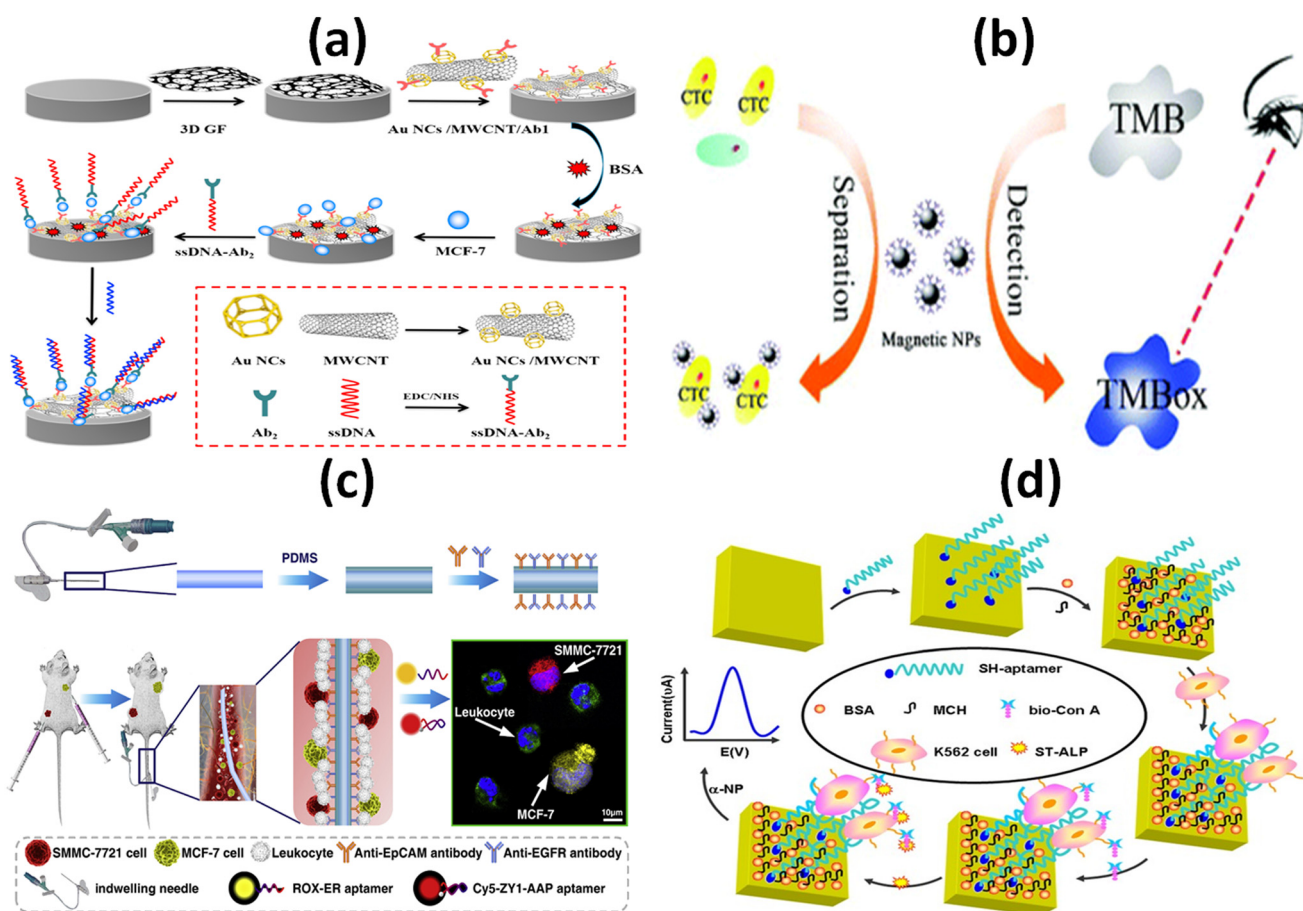 (a)
3D GF
Au NCs /MWCNT/Ab1
BSA
MCF-7
ssDNA-Ab₂
Au NCs
MWCNT
Au NCs /MWCNT
Ab₂
ssDNA
EDC/NHS
ssDNA-Ab₂
(b)
CTC
CTC
Separation
Magnetic NPs
Detection
TMB
CTC
CTC
TMBox
(c)
PDMS
SMMC-7721
Leukocyte
MCF-7
10μm
SMMC-7721 cell
MCF-7 cell
Leukocyte
Anti-EpCAM antibody
Anti-EGFR antibody
indwelling needle
ROX-ER aptamer
Cy5-ZY1-AAP aptamer
(d)
SH-aptamer
BSA
MCH
bio-Con A
K562 cell
ST-ALP
Current(υA)
E(V)
α-NP